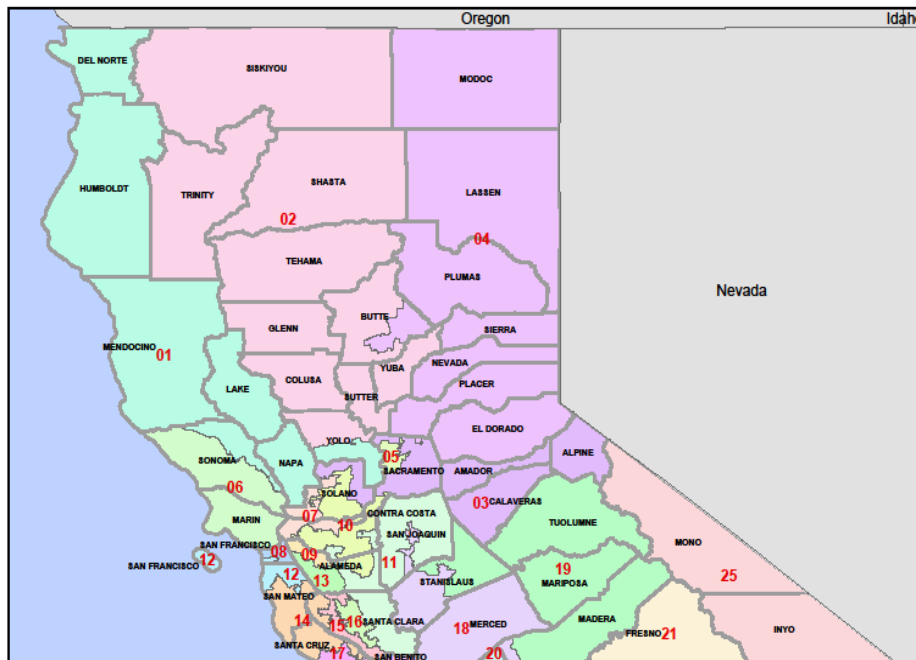 Oregon
Idaho
DEL NORTE
SISKIYOU
MODOC
HUMBOLDT
TRINITY
SHASTA
LASSEN
02
04
TEHAMA
PLUMAS
Nevada
BUTTE
GLENN
SIERRA
MENDOCINO
01
NEVADA
YUBA
COLUSA
PLACER
LAKE
SUTTER
EL DORADO
YOLO
ALPINE
SONOMA
NAPA
05
SACRAMENTO
AMADOR
06
SOLANO
03
CALAVERAS
MARIN
07
CONTRA COSTA
TUOLUMNE
10
SAN JOAQUIN
SAN FRANCISCO
08
MONO
12
SAN FRANCISCO
09
ALAMEDA
11
19
12
13
STANISLAUS
MARIPOSA
25
SAN MATEO
14
15
16
SANTA CLARA
18
MERCED
MADERA
FRESNO
21
INYO
SANTA CRUZ
17
SAN BENITO
20